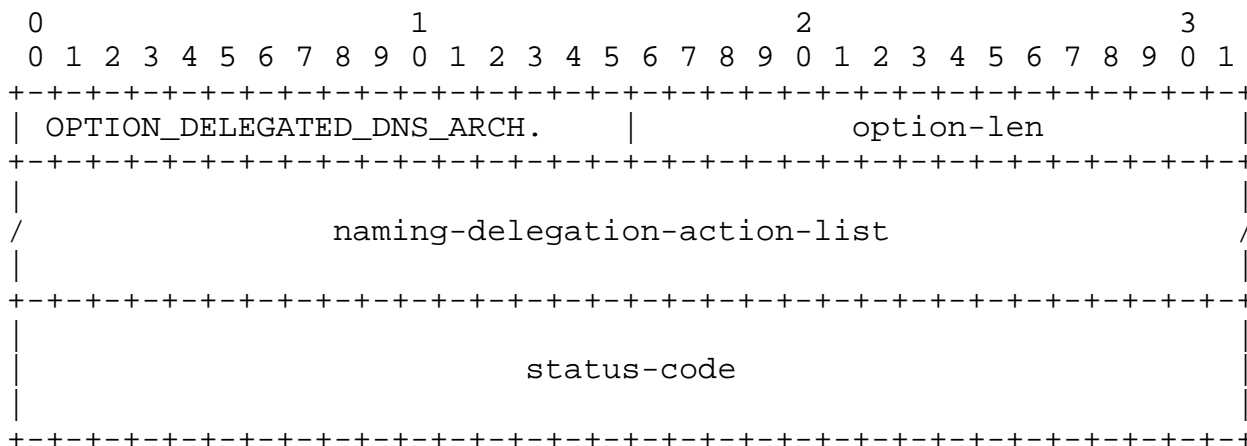 0                   1                   2                   3
 0 1 2 3 4 5 6 7 8 9 0 1 2 3 4 5 6 7 8 9 0 1 2 3 4 5 6 7 8 9 0 1
+-+-+-+-+-+-+-+-+-+-+-+-+-+-+-+-+-+-+-+-+-+-+-+-+-+-+-+-+-+-+-+-+
| OPTION_DELEGATED_DNS_ARCH.    |           option-len          |
+-+-+-+-+-+-+-+-+-+-+-+-+-+-+-+-+-+-+-+-+-+-+-+-+-+-+-+-+-+-+-+-+
|                                                               |
/                naming-delegation-action-list                  /
|                                                               |
+-+-+-+-+-+-+-+-+-+-+-+-+-+-+-+-+-+-+-+-+-+-+-+-+-+-+-+-+-+-+-+-+
|                                                               |
|                          status-code                          |
|                                                               |
+-+-+-+-+-+-+-+-+-+-+-+-+-+-+-+-+-+-+-+-+-+-+-+-+-+-+-+-+-+-+-+-+